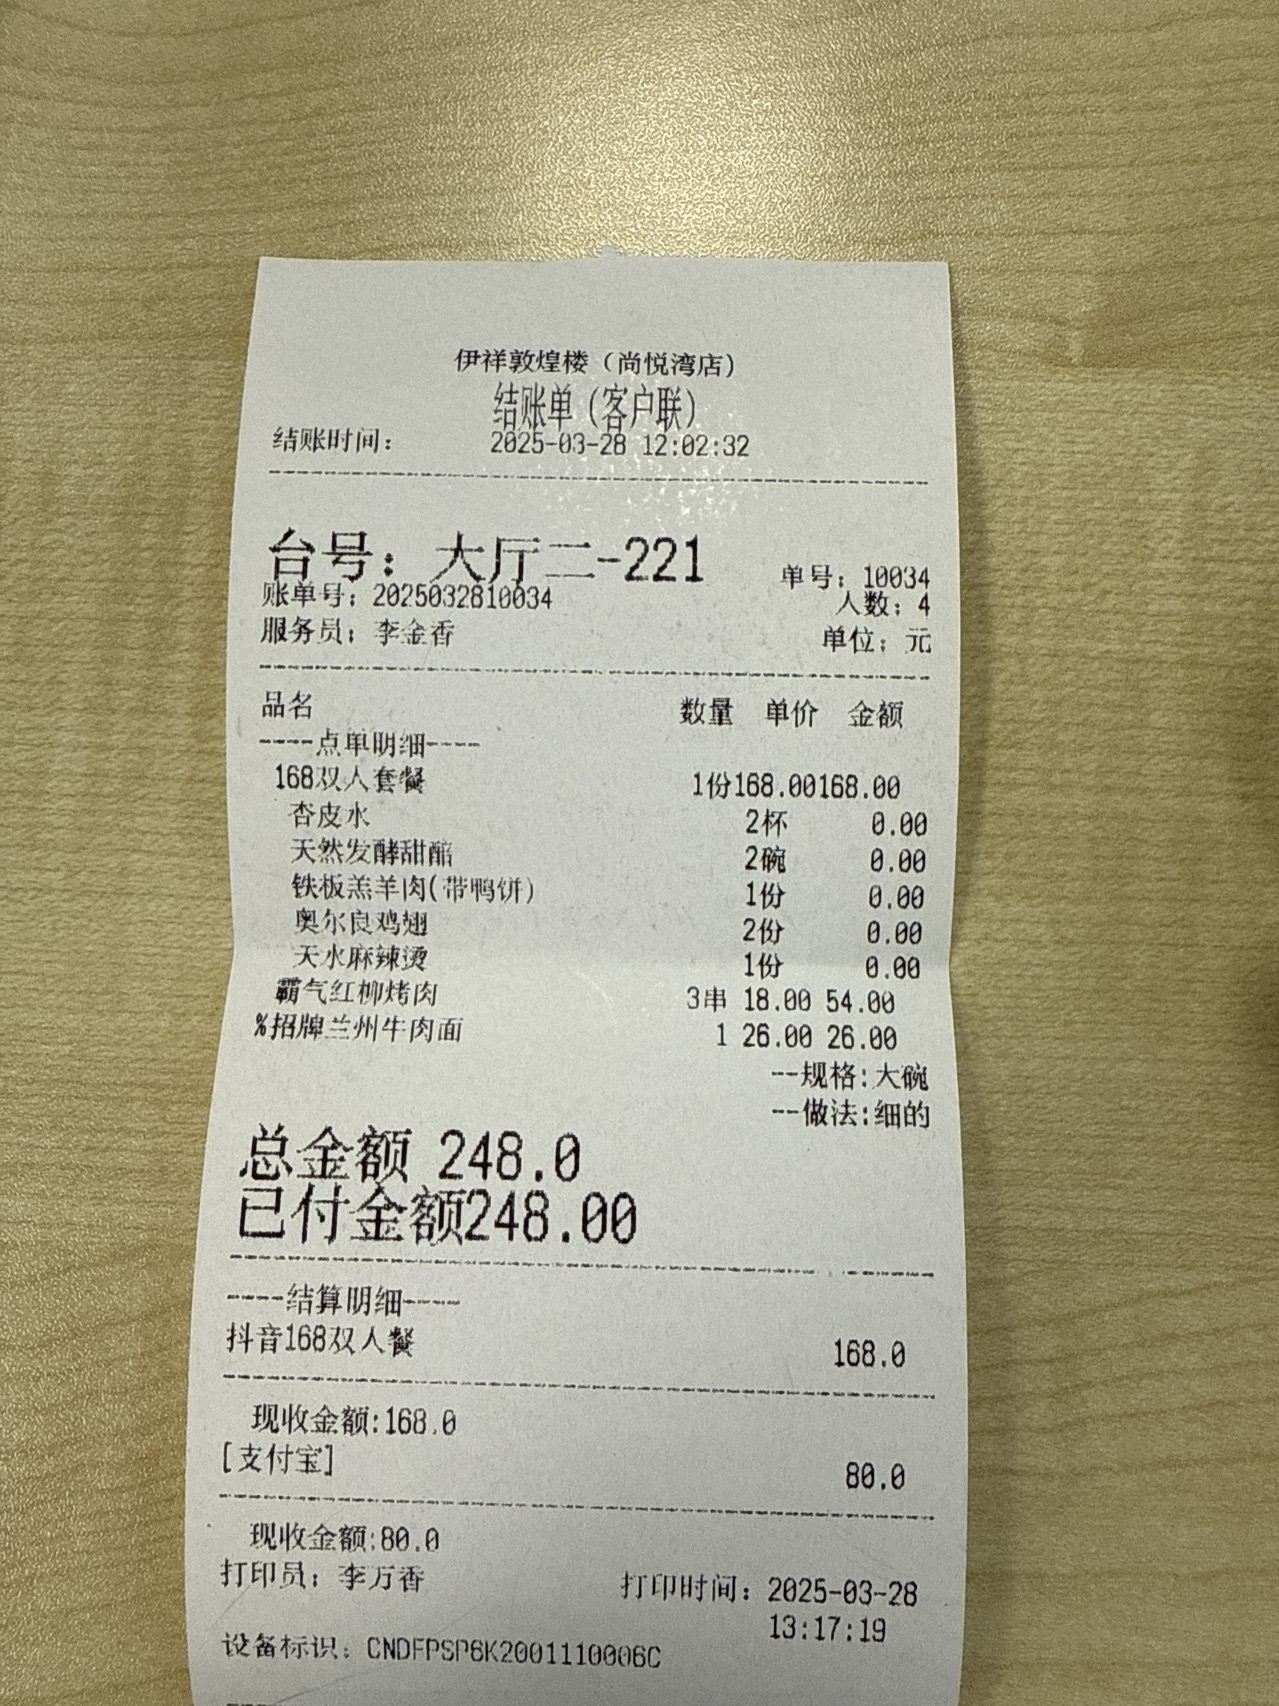 伊祥敦煌楼（尚悦湾店）
结账单（客户联）
结账时间： 2025-03-28 12:02:32
台号：大厅二-221 单号：10034
账单号：2025032810034 人数：4
服务员：李金香 单位：元
品名 数量 单价 金额
----点单明细----
168双人套餐 1份168.00168.00
杏皮水 2杯 0.00
天然发酵甜醅 2碗 0.00
铁板羔羊肉(带鸭饼) 1份 0.00
奥尔良鸡翅 2份 0.00
天水麻辣烫 1份 0.00
霸气红柳烤肉 3串 18.00 54.00
%招牌兰州牛肉面 1 26.00 26.00
--规格:大碗
--做法:细的
总金额 248.0
已付金额248.00
----结算明细----
抖音168双人餐 168.0
现收金额:168.0
[支付宝] 80.0
现收金额:80.0
打印员：李万香 打印时间：2025-03-28
13:17:19
设备标识：CNDFPSP6K2001110006C